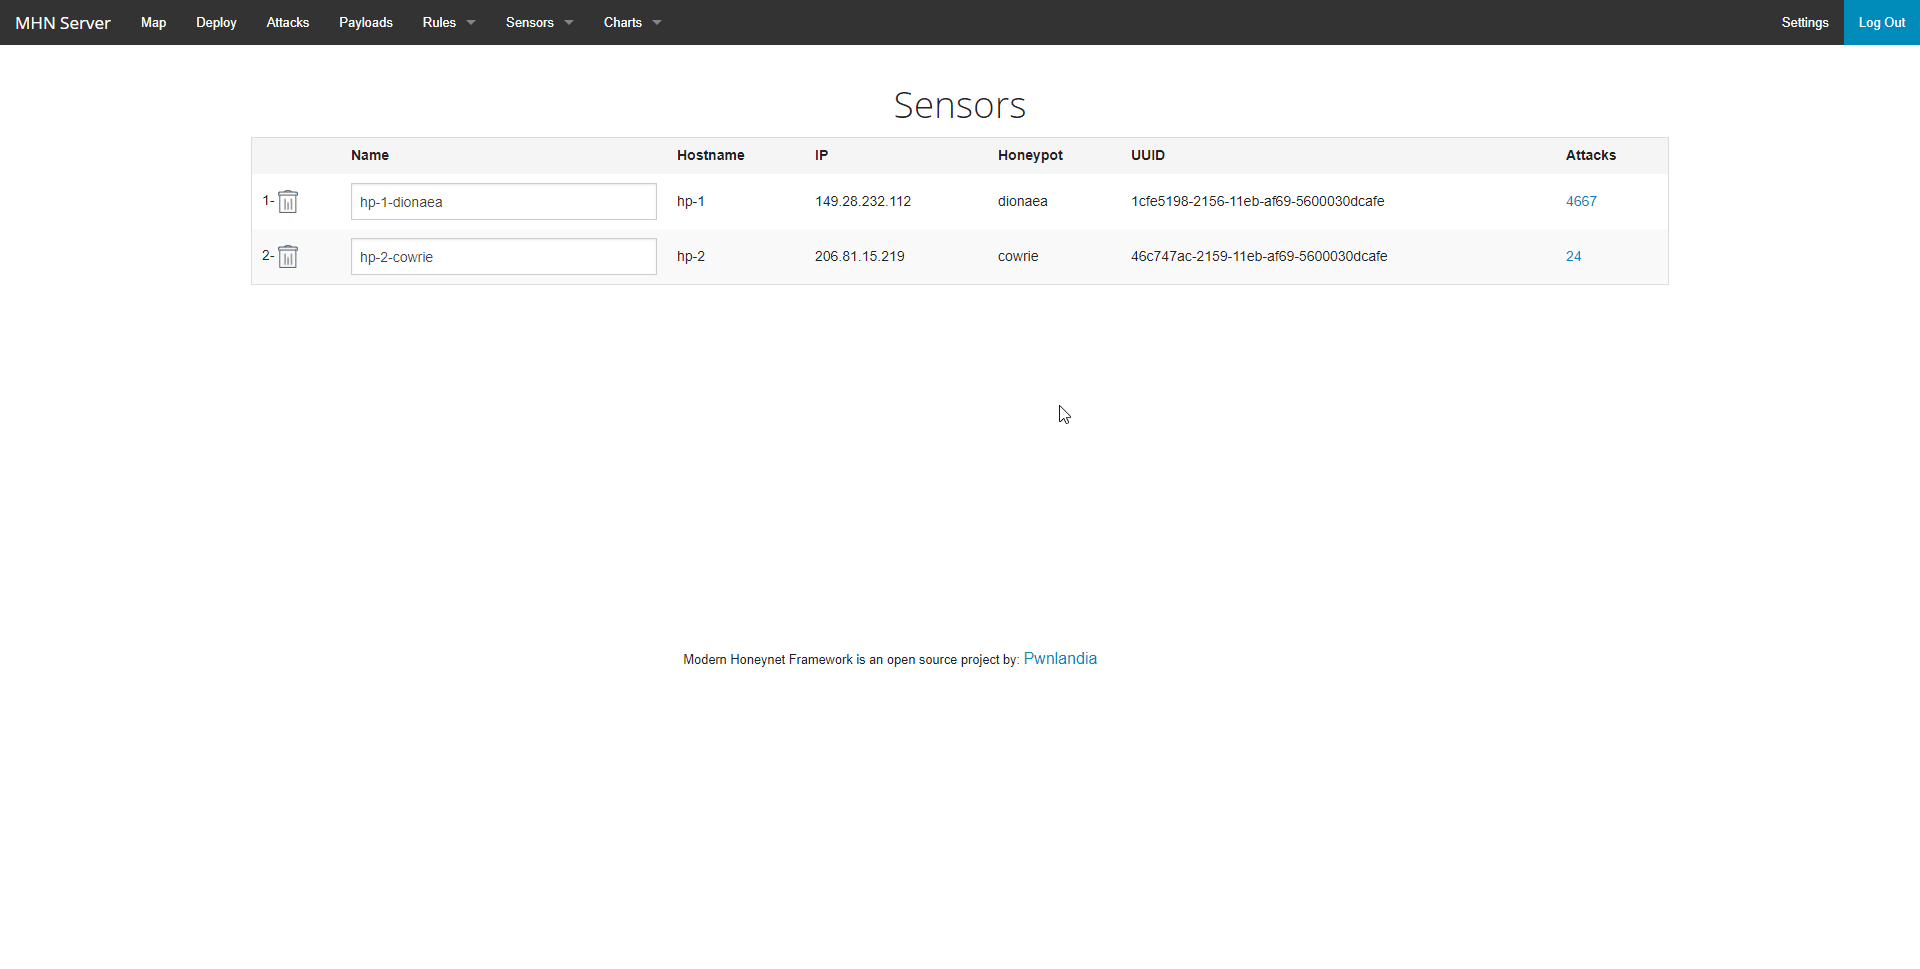 MHN Server Map Deploy Attacks Payloads Rules Sensors Charts Settings Log Out
Sensors
Name Hostname IP Honeypot UUID Attacks
1- hp-1-dionaea hp-1 149.28.232.112 dionaea 1cfe5198-2156-11eb-af69-5600030dcafe 4667
2- hp-2-cowrie hp-2 206.81.15.219 cowrie 46c747ac-2159-11eb-af69-5600030dcafe 24
Modern Honeynet Framework is an open source project by: Pwnlandia